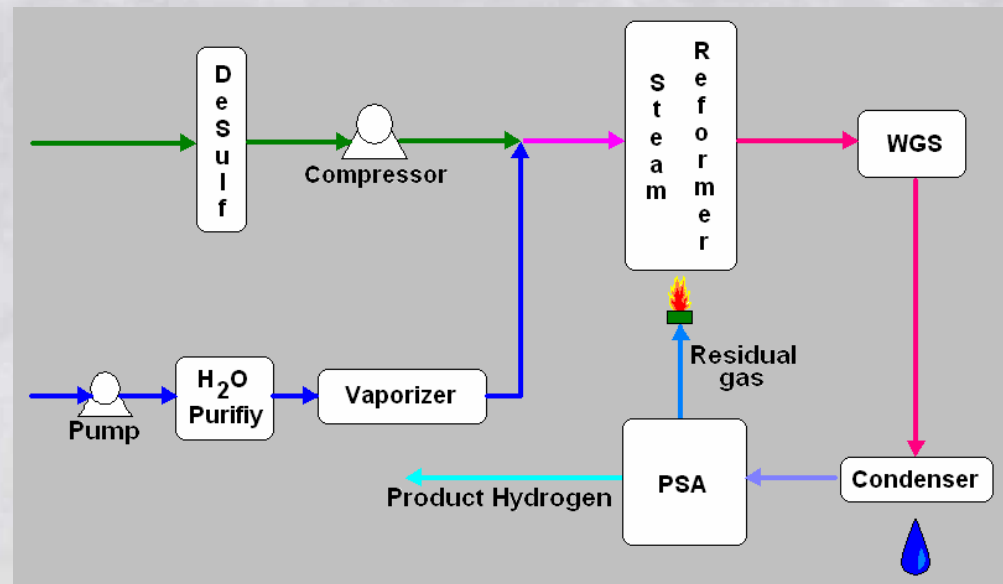 Desulf
Compressor
Steam
Reformer
WGS
H2O
Purifiy
Vaporizer
Pump
Residual
gas
PSA
Product Hydrogen
Condenser